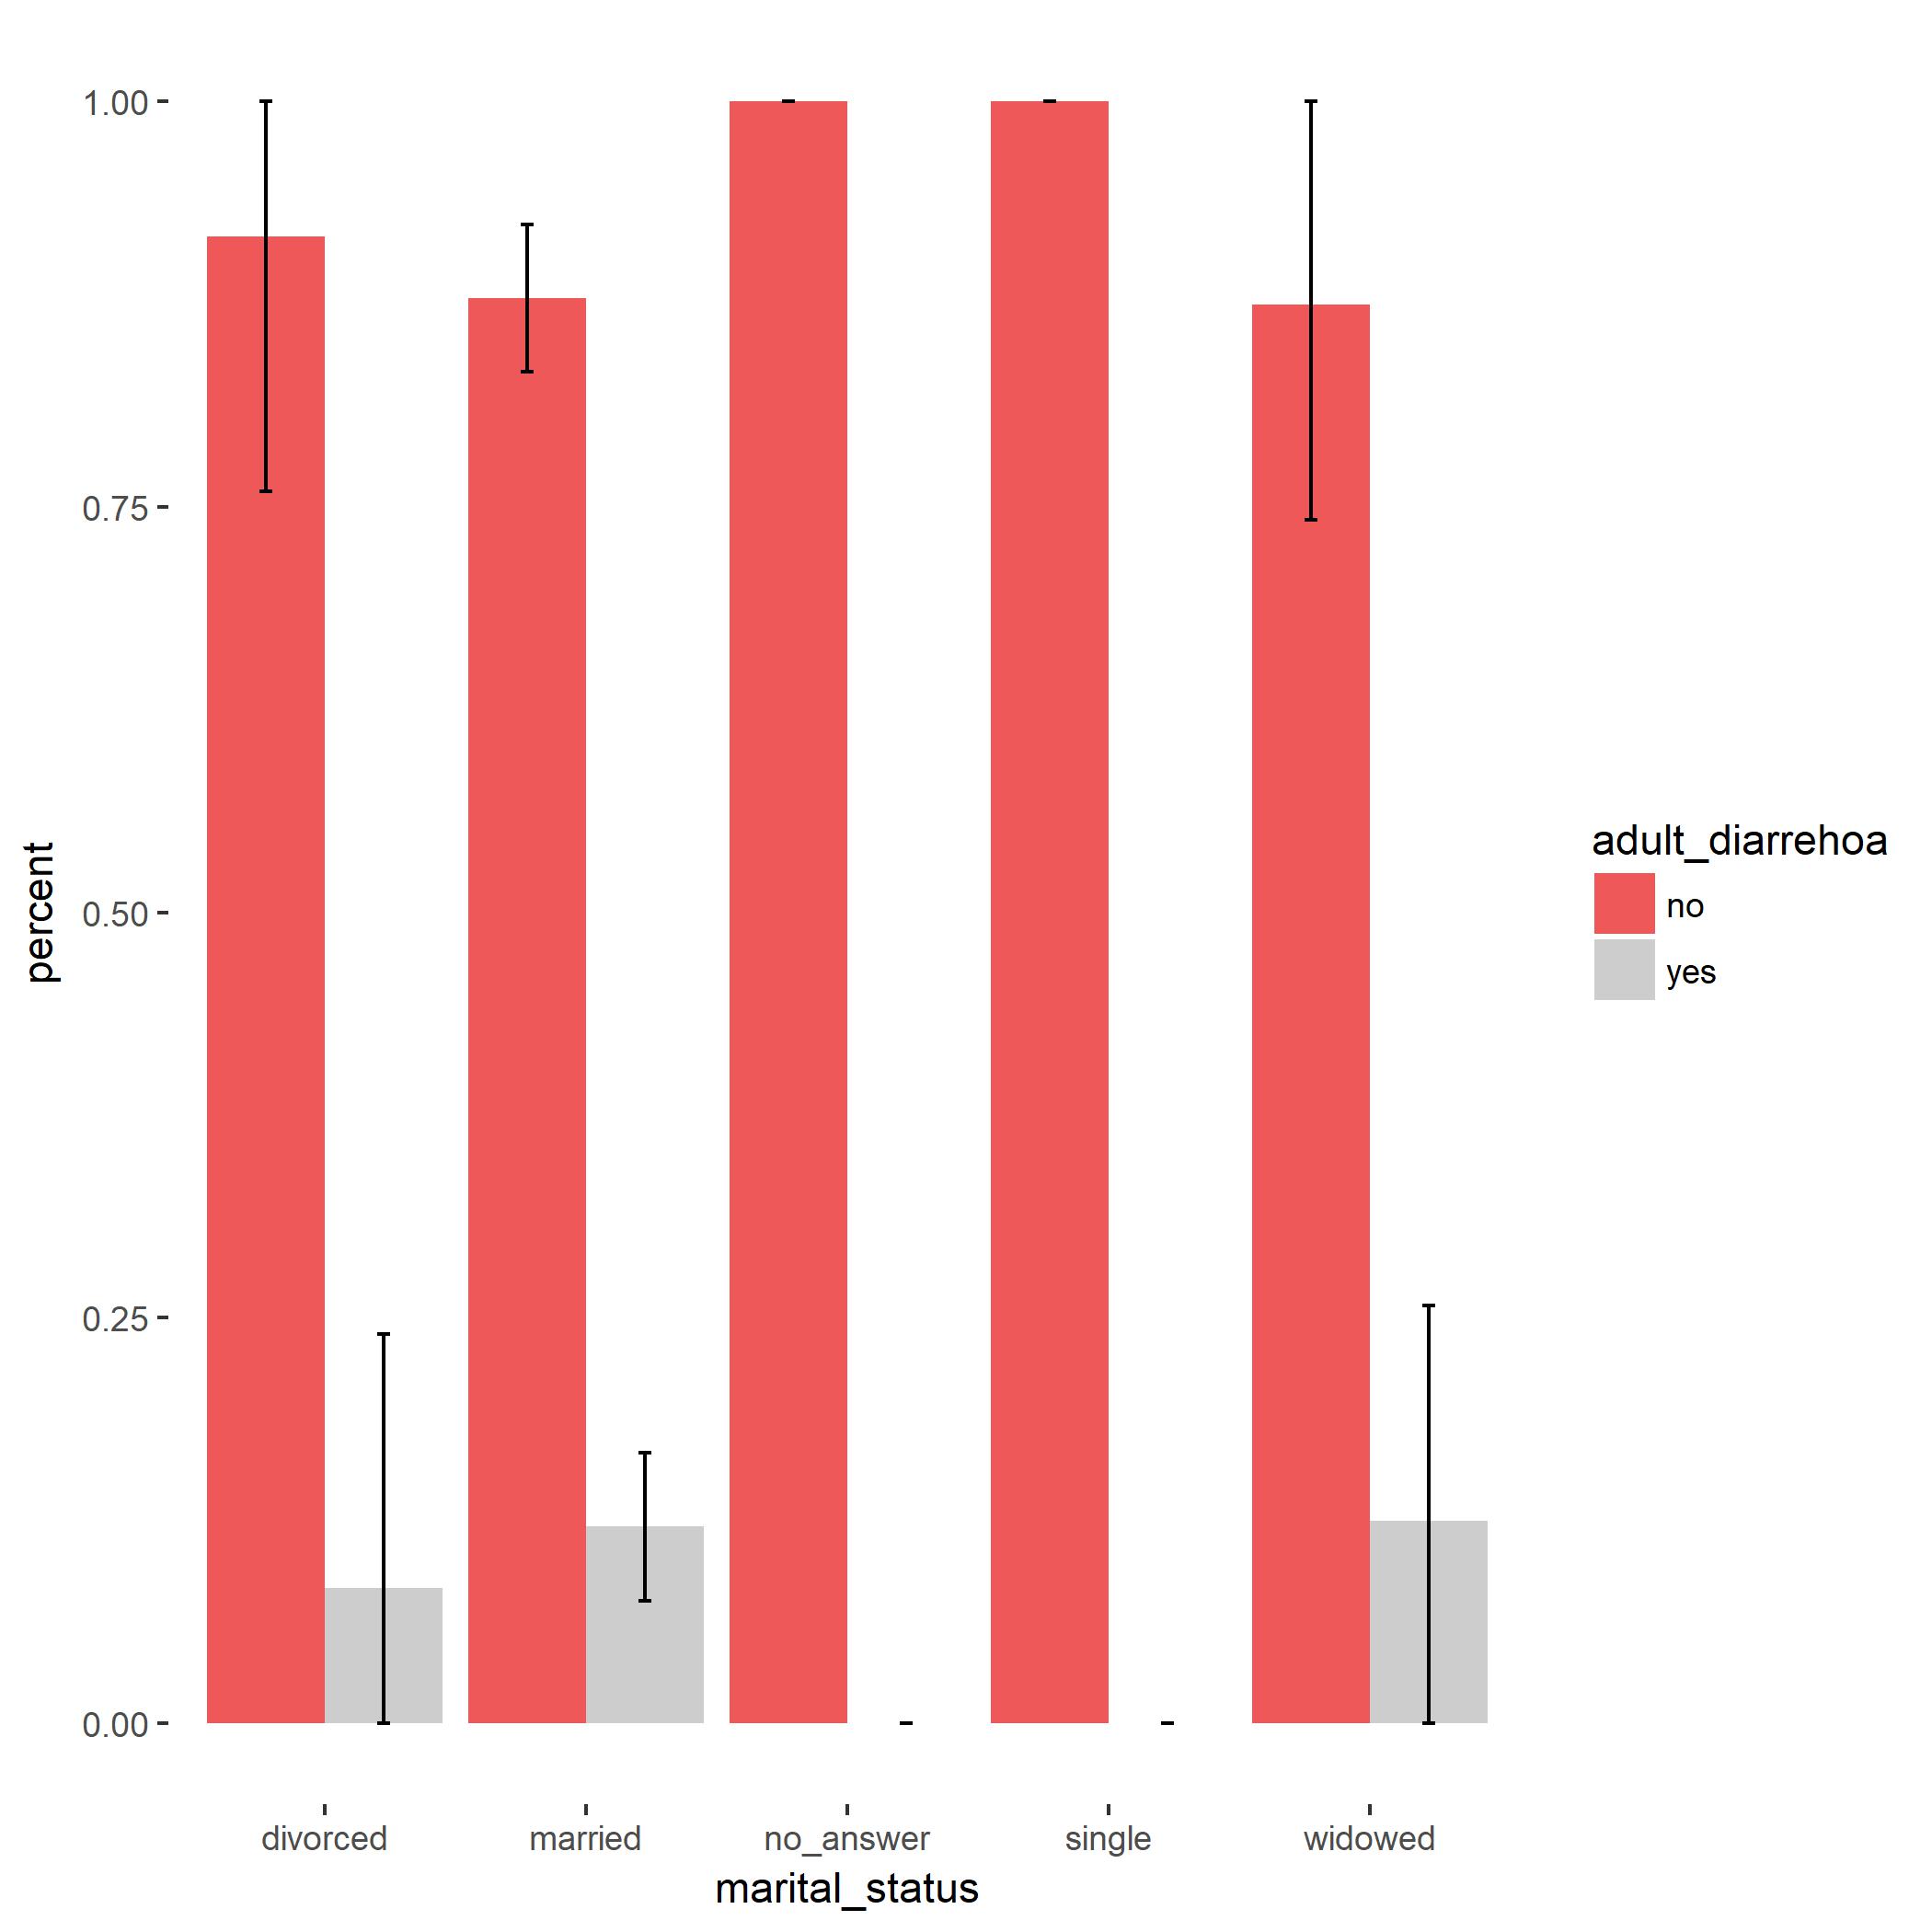 percent
1.00
0.75
0.50
0.25
0.00
divorced married no_answer single widowed
marital_status
adult_diarrehoa
no
yes